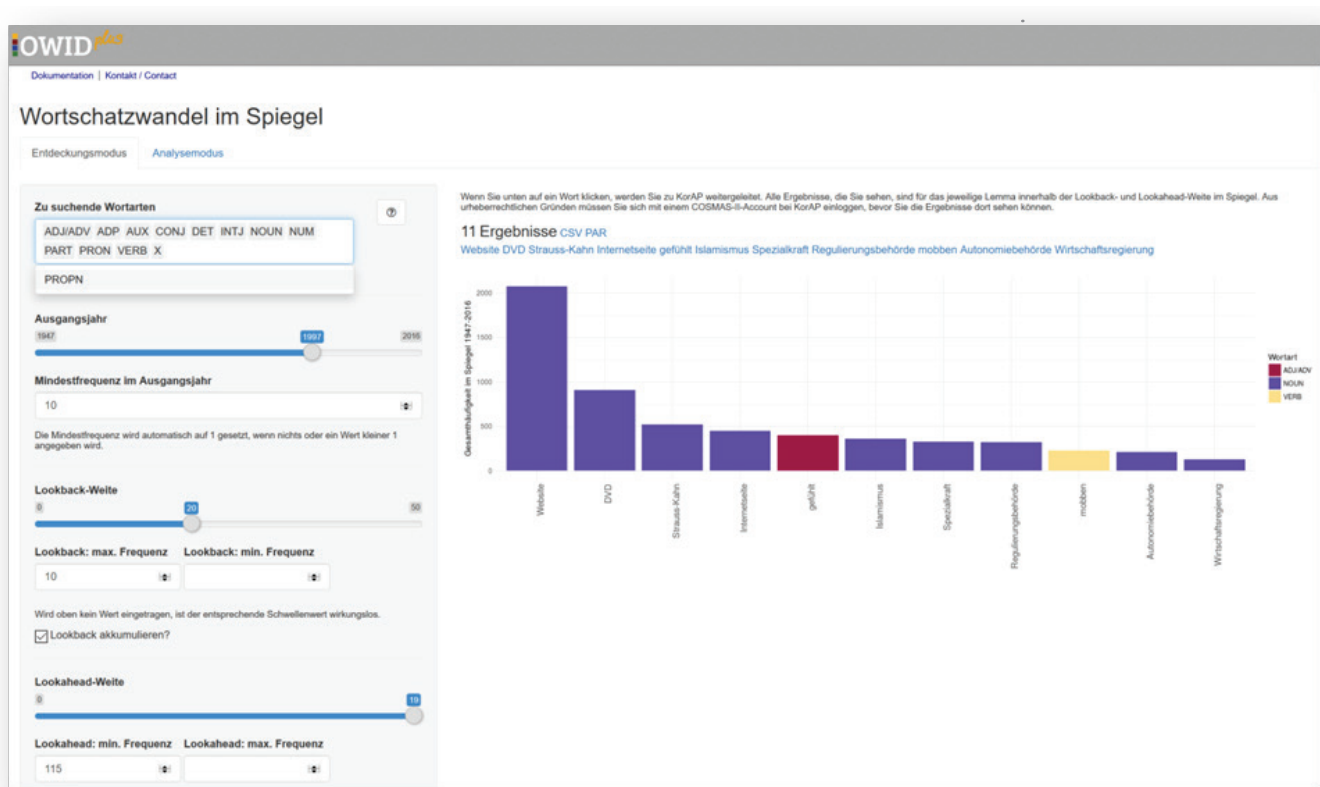 OWID plus
Dokumentation | Kontakt / Contact
Wortschatzwandel im Spiegel
Entdeckungsmodus Analysemodus
Zu suchende Wortarten
ADJ/ADV ADP AUX CONJ DET INTJ NOUN NUM
PART PRON VERB X
PROPN
Ausgangsjahr
1947 1997 2016
Mindestfrequenz im Ausgangsjahr
10
Die Mindestfrequenz wird automatisch auf 1 gesetzt, wenn nichts oder ein Wert kleiner 1
angegeben wird.
Lookback-Weite
0 20 50
Lookback: max. Frequenz Lookback: min. Frequenz
10
Wird oben kein Wert eingetragen, ist der entsprechende Schwellenwert wirkungslos.
Lookback akkumulieren?
Lookahead-Weite
0 19
Lookahead: min. Frequenz Lookahead: max. Frequenz
115
Wenn Sie unten auf ein Wort klicken, werden Sie zu KorAP weitergeleitet. Alle Ergebnisse, die Sie sehen, sind für das jeweilige Lemma innerhalb der Lookback- und Lookahead-Weite im Spiegel. Aus
urheberrechtlichen Gründen müssen Sie sich mit einem COSMAS-II-Account bei KorAP einloggen, bevor Sie die Ergebnisse dort sehen können.
11 Ergebnisse CSV PAR
Website DVD Strauss-Kahn Internetseite gefühlt Islamismus Spezialkraft Regulierungsbehörde mobben Autonomiebehörde Wirtschaftsregierung
Gesamthäufigkeit im Spiegel 1947-2016
2000
1500
1000
500
0
Website
DVD
Strauss-Kahn
Internetseite
gefühlt
Islamismus
Spezialkraft
Regulierungsbehörde
mobben
Autonomiebehörde
Wirtschaftsregierung
Wortart
ADJ/ADV
NOUN
VERB